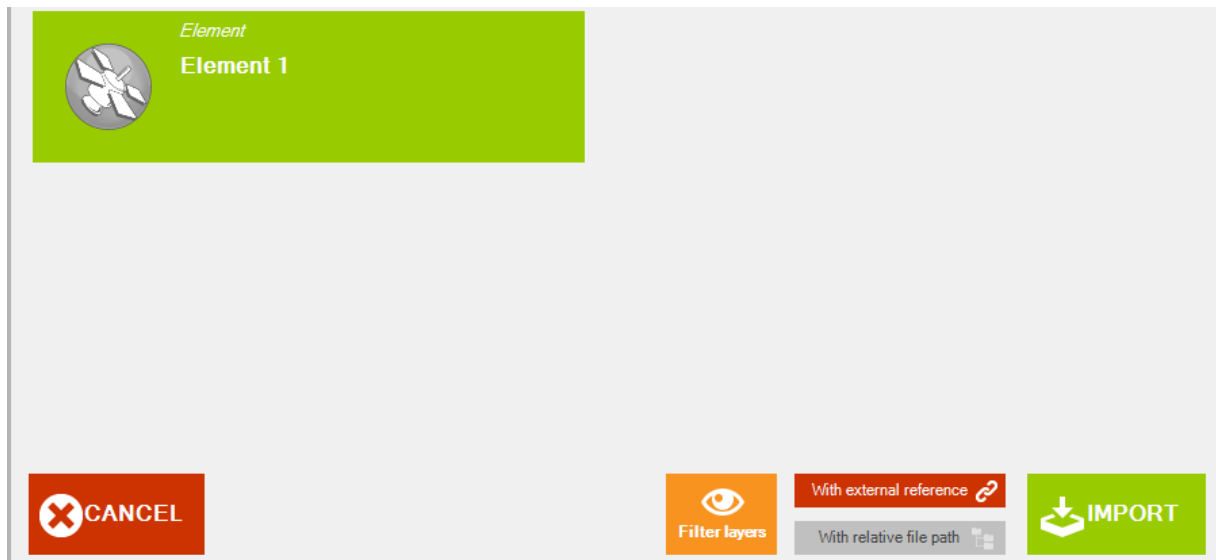 Element
Element 1
CANCEL
Filter layers
With external reference
With relative file path
IMPORT